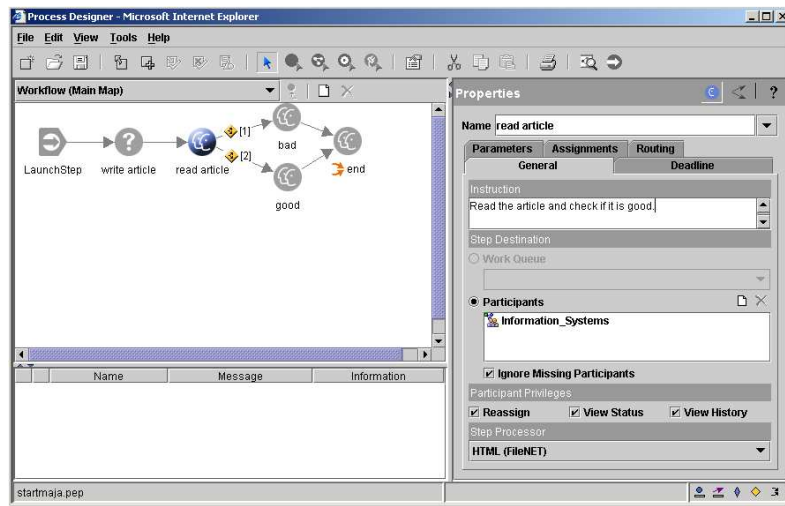 Process Designer - Microsoft Internet Explorer
File Edit View Tools Help
Workflow (Main Map)
LaunchStep
write article
read article
[1]
[2]
bad
good
end
Name Message Information
startmaja.pep
Properties
?
Name read article
Parameters Assignments Routing
General Deadline
Instruction
Read the article and check if it is good.
Step Destination
Work Queue
Participants
Information_Systems
Ignore Missing Participants
Participant Privileges
Reassign View Status View History
Step Processor
HTML (FileNET)